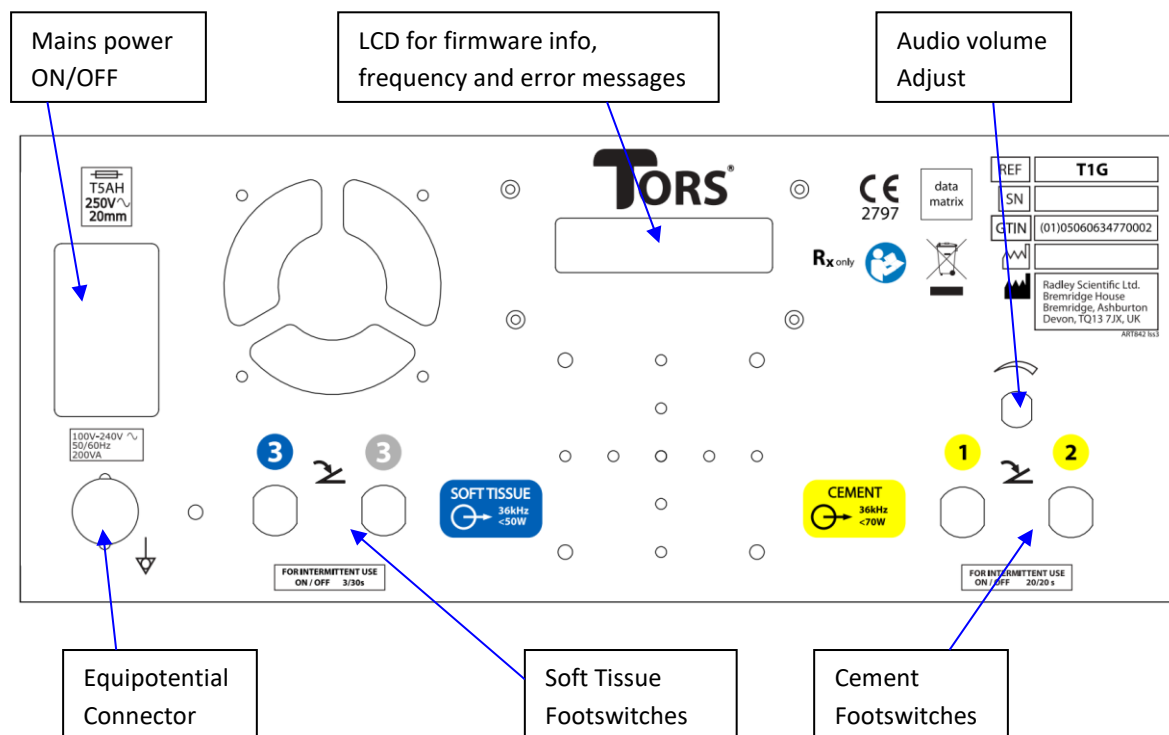 Mains power
ON/OFF
LCD for firmware info,
frequency and error messages
Audio volume
Adjust
T5AH
250V
20mm
TORS®
CE
2797
data
matrix
REF
T1G
SN
GTIN
(01)05060634770002
Rx only
Radley Scientific Ltd.
Bremridge House
Bremridge, Ashburton
Devon, TQ13 7JX, UK
ART842 Iss3
100V-240V
50/60Hz
200VA
3
3
SOFT TISSUE
36kHz
<50W
CEMENT
36kHz
<70W
1
2
FOR INTERMITTENT USE
ON / OFF 3/30s
FOR INTERMITTENT USE
ON / OFF 20/20 s
Equipotential
Connector
Soft Tissue
Footswitches
Cement
Footswitches